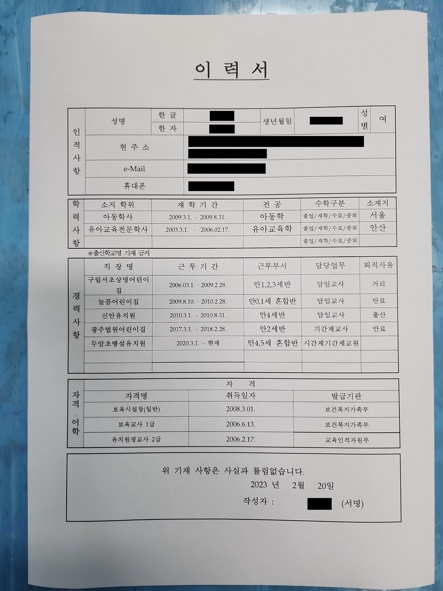 이 력 서
인적사항
성명
한 글
한 자
생년월일
성별
여
현 주 소
e-Mail
휴대폰
학력사항
소지 학위
재 학 기 간
전 공
수학구분
소재지
아동학사
2009.3.1. - 2009.8.31.
아동학
졸업/재학/수료/중퇴
서울
유아교육전문학사
2003.3.1. - 2006.02.17.
유아교육학
졸업/재학/수료/중퇴
안산
졸업/재학/수료/중퇴
※출신학교명 기재 금지
경력사항
직 장 명
근 무 기 간
근무부서
담당업무
퇴직사유
구립서초상명어린이집
2006.03.1. - 2009.2.28.
만1,2,3세반
담임교사
거리
늘픔어린이집
2009.8.10. - 2010.2.28.
만0,1세 혼합반
담임교사
만료
신안유치원
2010.3.1. - 2010.8.31.
만4세반
담임교사
출산
광주법원어린이집
2017.3.1. - 2018.2.28.
만2세반
기간제교사
만료
두암초병설유치원
2020.3.1. - 현재
만4,5세 혼합반
시간제기간제교원
자격·어학
자 격
자격명
취득일자
발급기관
보육시설장(일반)
2008.3.01.
보건복지가족부
보육교사 1급
2006.6.13.
보건복지가족부
유치원정교사 2급
2006.2.17.
교육인적자원부
위 기재 사항은 사실과 틀림없습니다.
2023 년 2월 20일
작성자 : (서명)